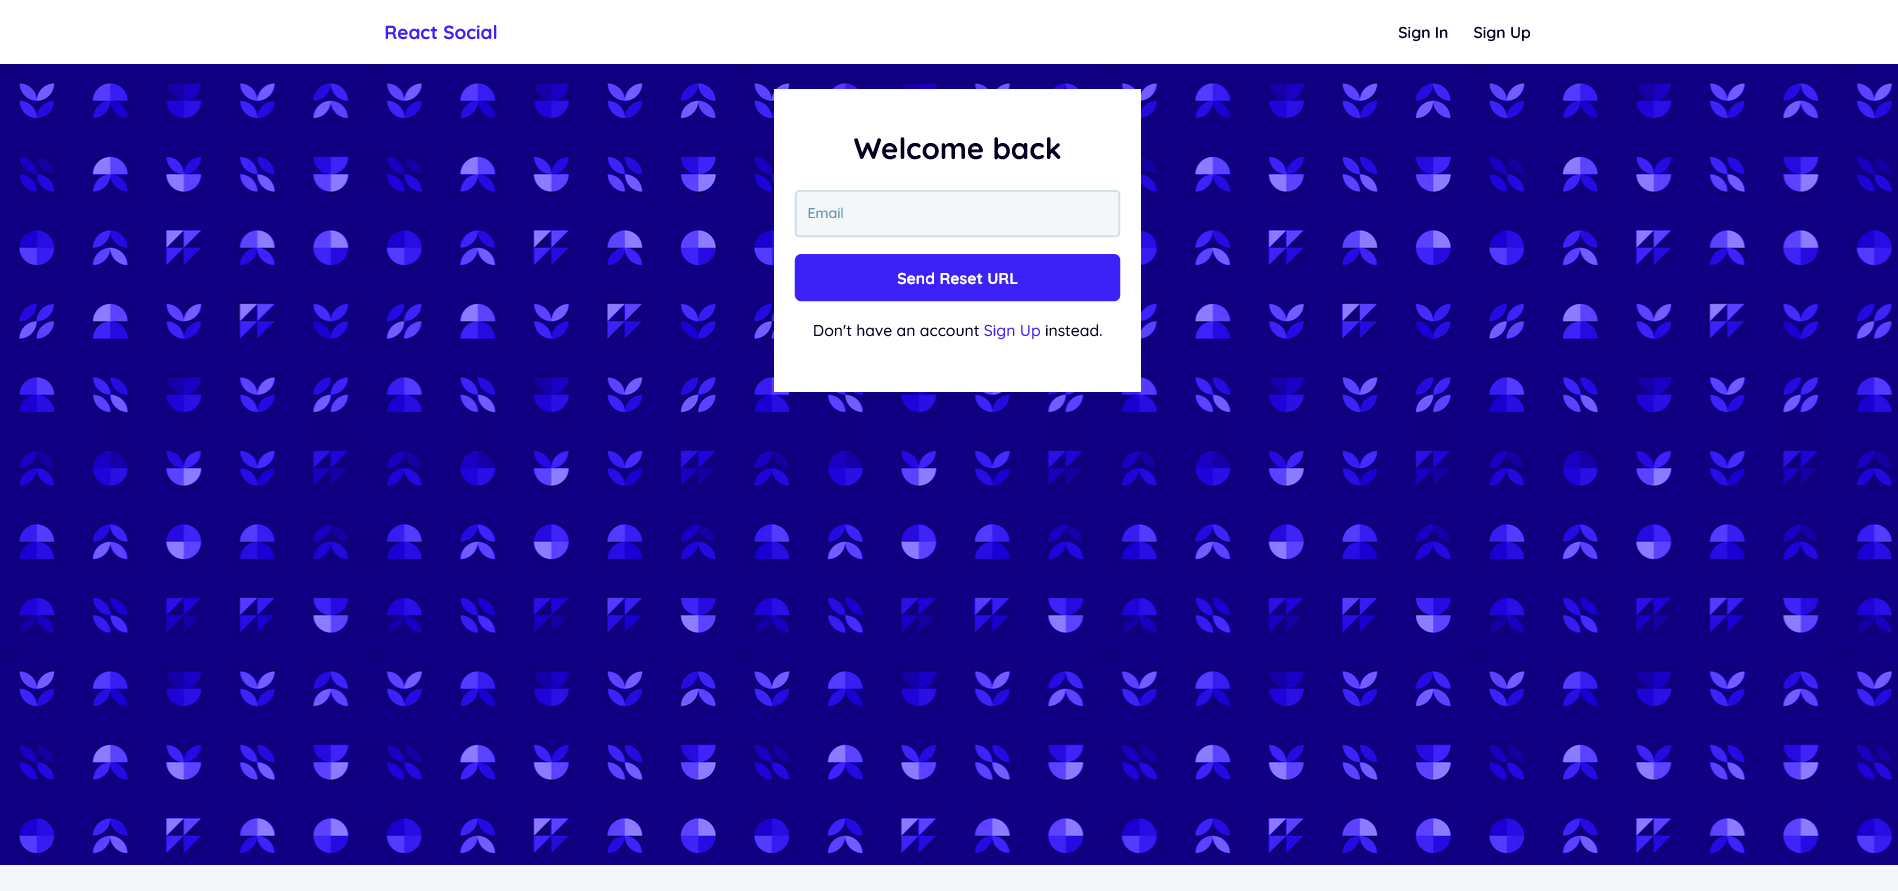 React Social
Sign In
Sign Up
Welcome back
Email
Send Reset URL
Don't have an account Sign Up instead.